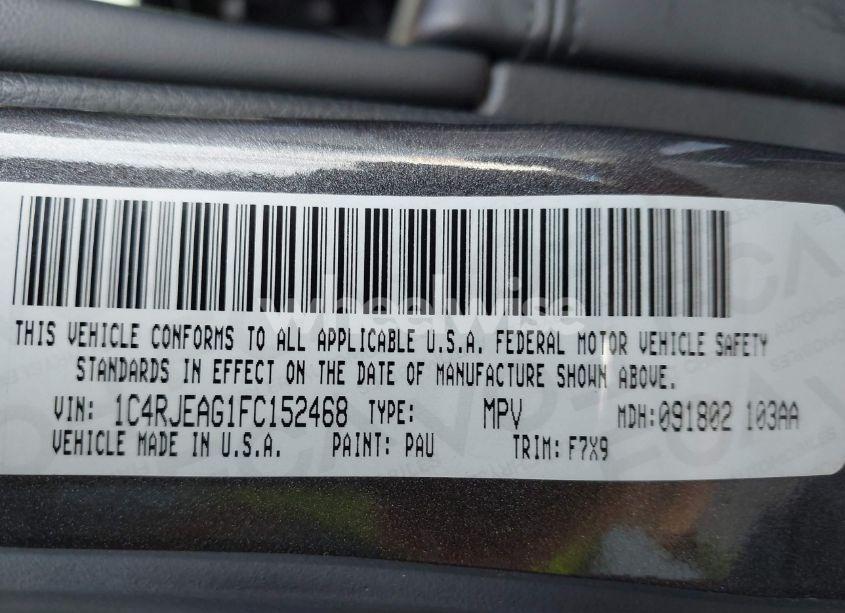 THIS VEHICLE CONFORMS TO ALL APPLICABLE U.S.A. FEDERAL MOTOR VEHICLE SAFETY
STANDARDS IN EFFECT ON THE DATE OF MANUFACTURE SHOWN ABOVE.
VIN: 1C4RJEAG1FC152468 TYPE: MPV MDH:091802 103AA
VEHICLE MADE IN U.S.A. PAINT: PAU TRIM: F7X9